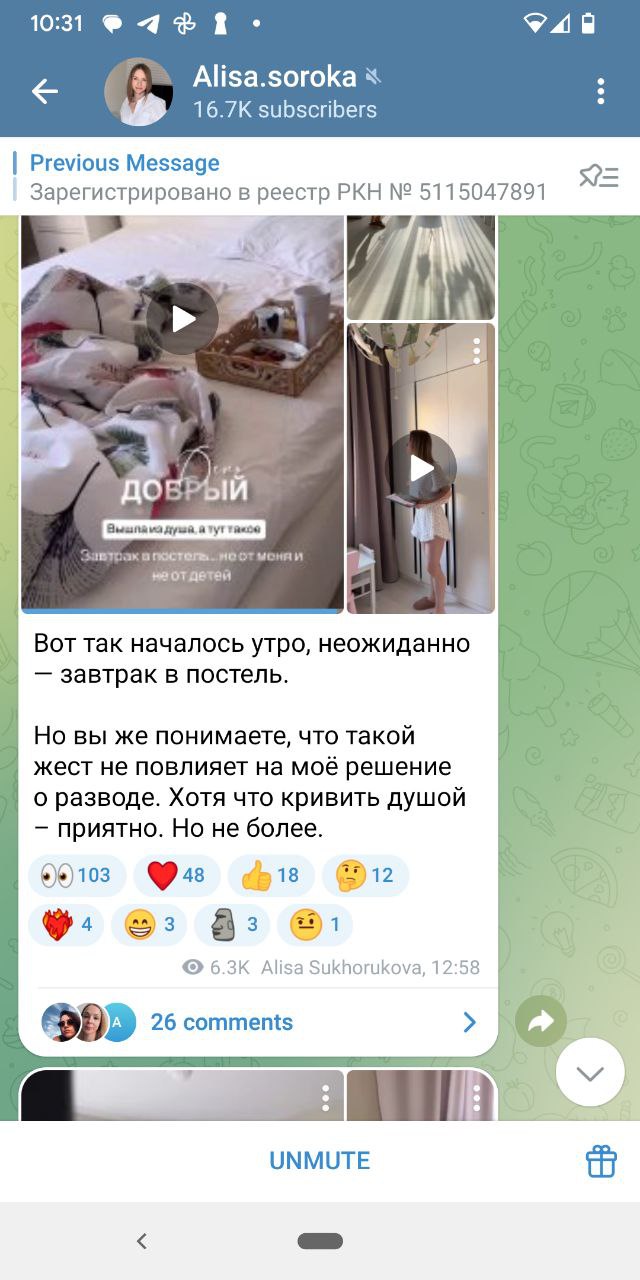 10:31
Alisa.soroka
16.7K subscribers
Previous Message
Зарегистрировано в реестр РКН № 5115047891
День
ДОБРЫЙ
Вышла из душа, а тут такое
Завтрак в постель... не от меня и
не от детей
Вот так началось утро, неожиданно
— завтрак в постель.
Но вы же понимаете, что такой
жест не повлияет на моё решение
о разводе. Хотя что кривить душой
– приятно. Но не более.
103 48 18 12
4 3 3 1
6.3K Alisa Sukhorukova, 12:58
A
26 comments
UNMUTE